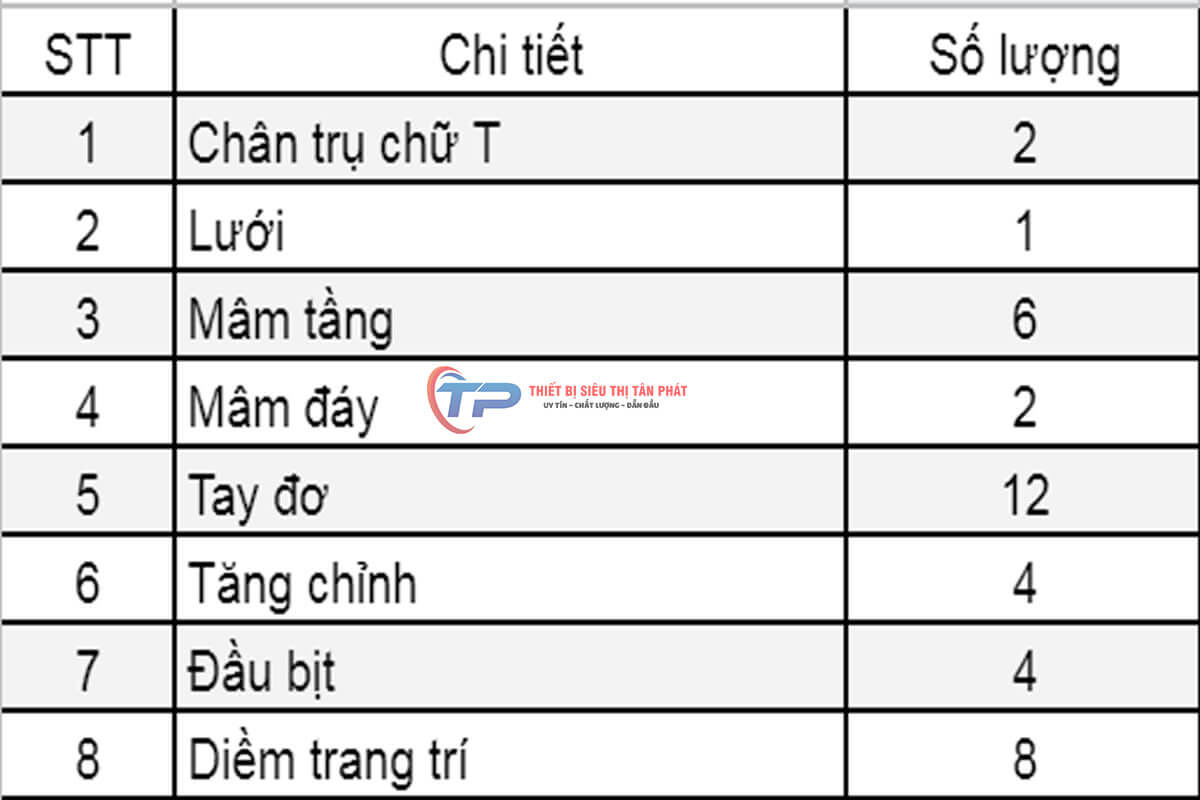 STT Chi tiết Số lượng
1 Chân trụ chữ T 2
2 Lưới 1
3 Mâm tầng 6
4 Mâm đáy 2
TP THIẾT BỊ SIÊU THỊ TÂN PHÁT
UY TÍN - CHẤT LƯỢNG - DẪN ĐẦU
5 Tay đơ 12
6 Tăng chỉnh 4
7 Đầu bịt 4
8 Diềm trang trí 8